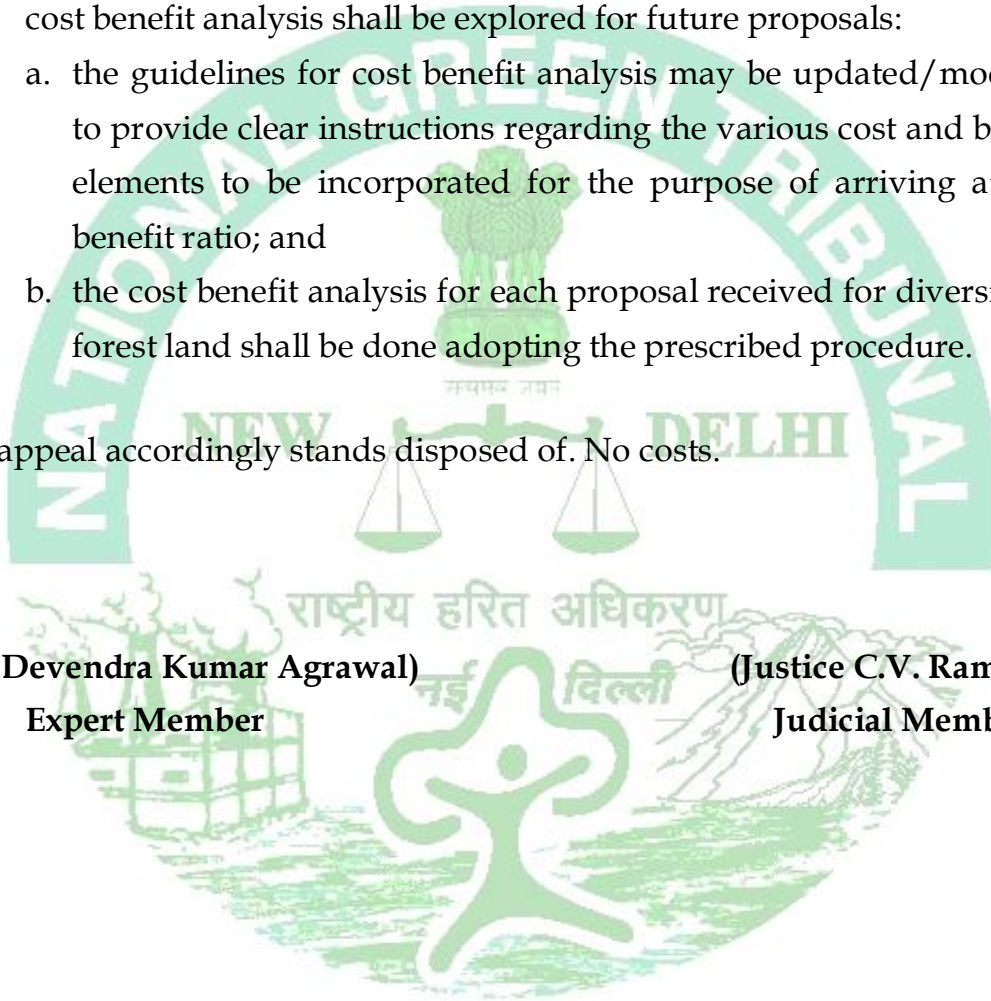 cost benefit analysis shall be explored for future proposals:
a. the guidelines for cost benefit analysis may be updated/mod
to provide clear instructions regarding the various cost and b
elements to be incorporated for the purpose of arriving a
benefit ratio; and
b. the cost benefit analysis for each proposal received for diversi
forest land shall be done adopting the prescribed procedure.
appeal accordingly stands disposed of. No costs.
Devendra Kumar Agrawal) (Justice C.V. Ram
Expert Member Judicial Memb
NATIONAL GREEN TRIBUNAL
सत्यमेव जयते
NEW DELHI
राष्ट्रीय हरित अधिकरण
नई दिल्ली